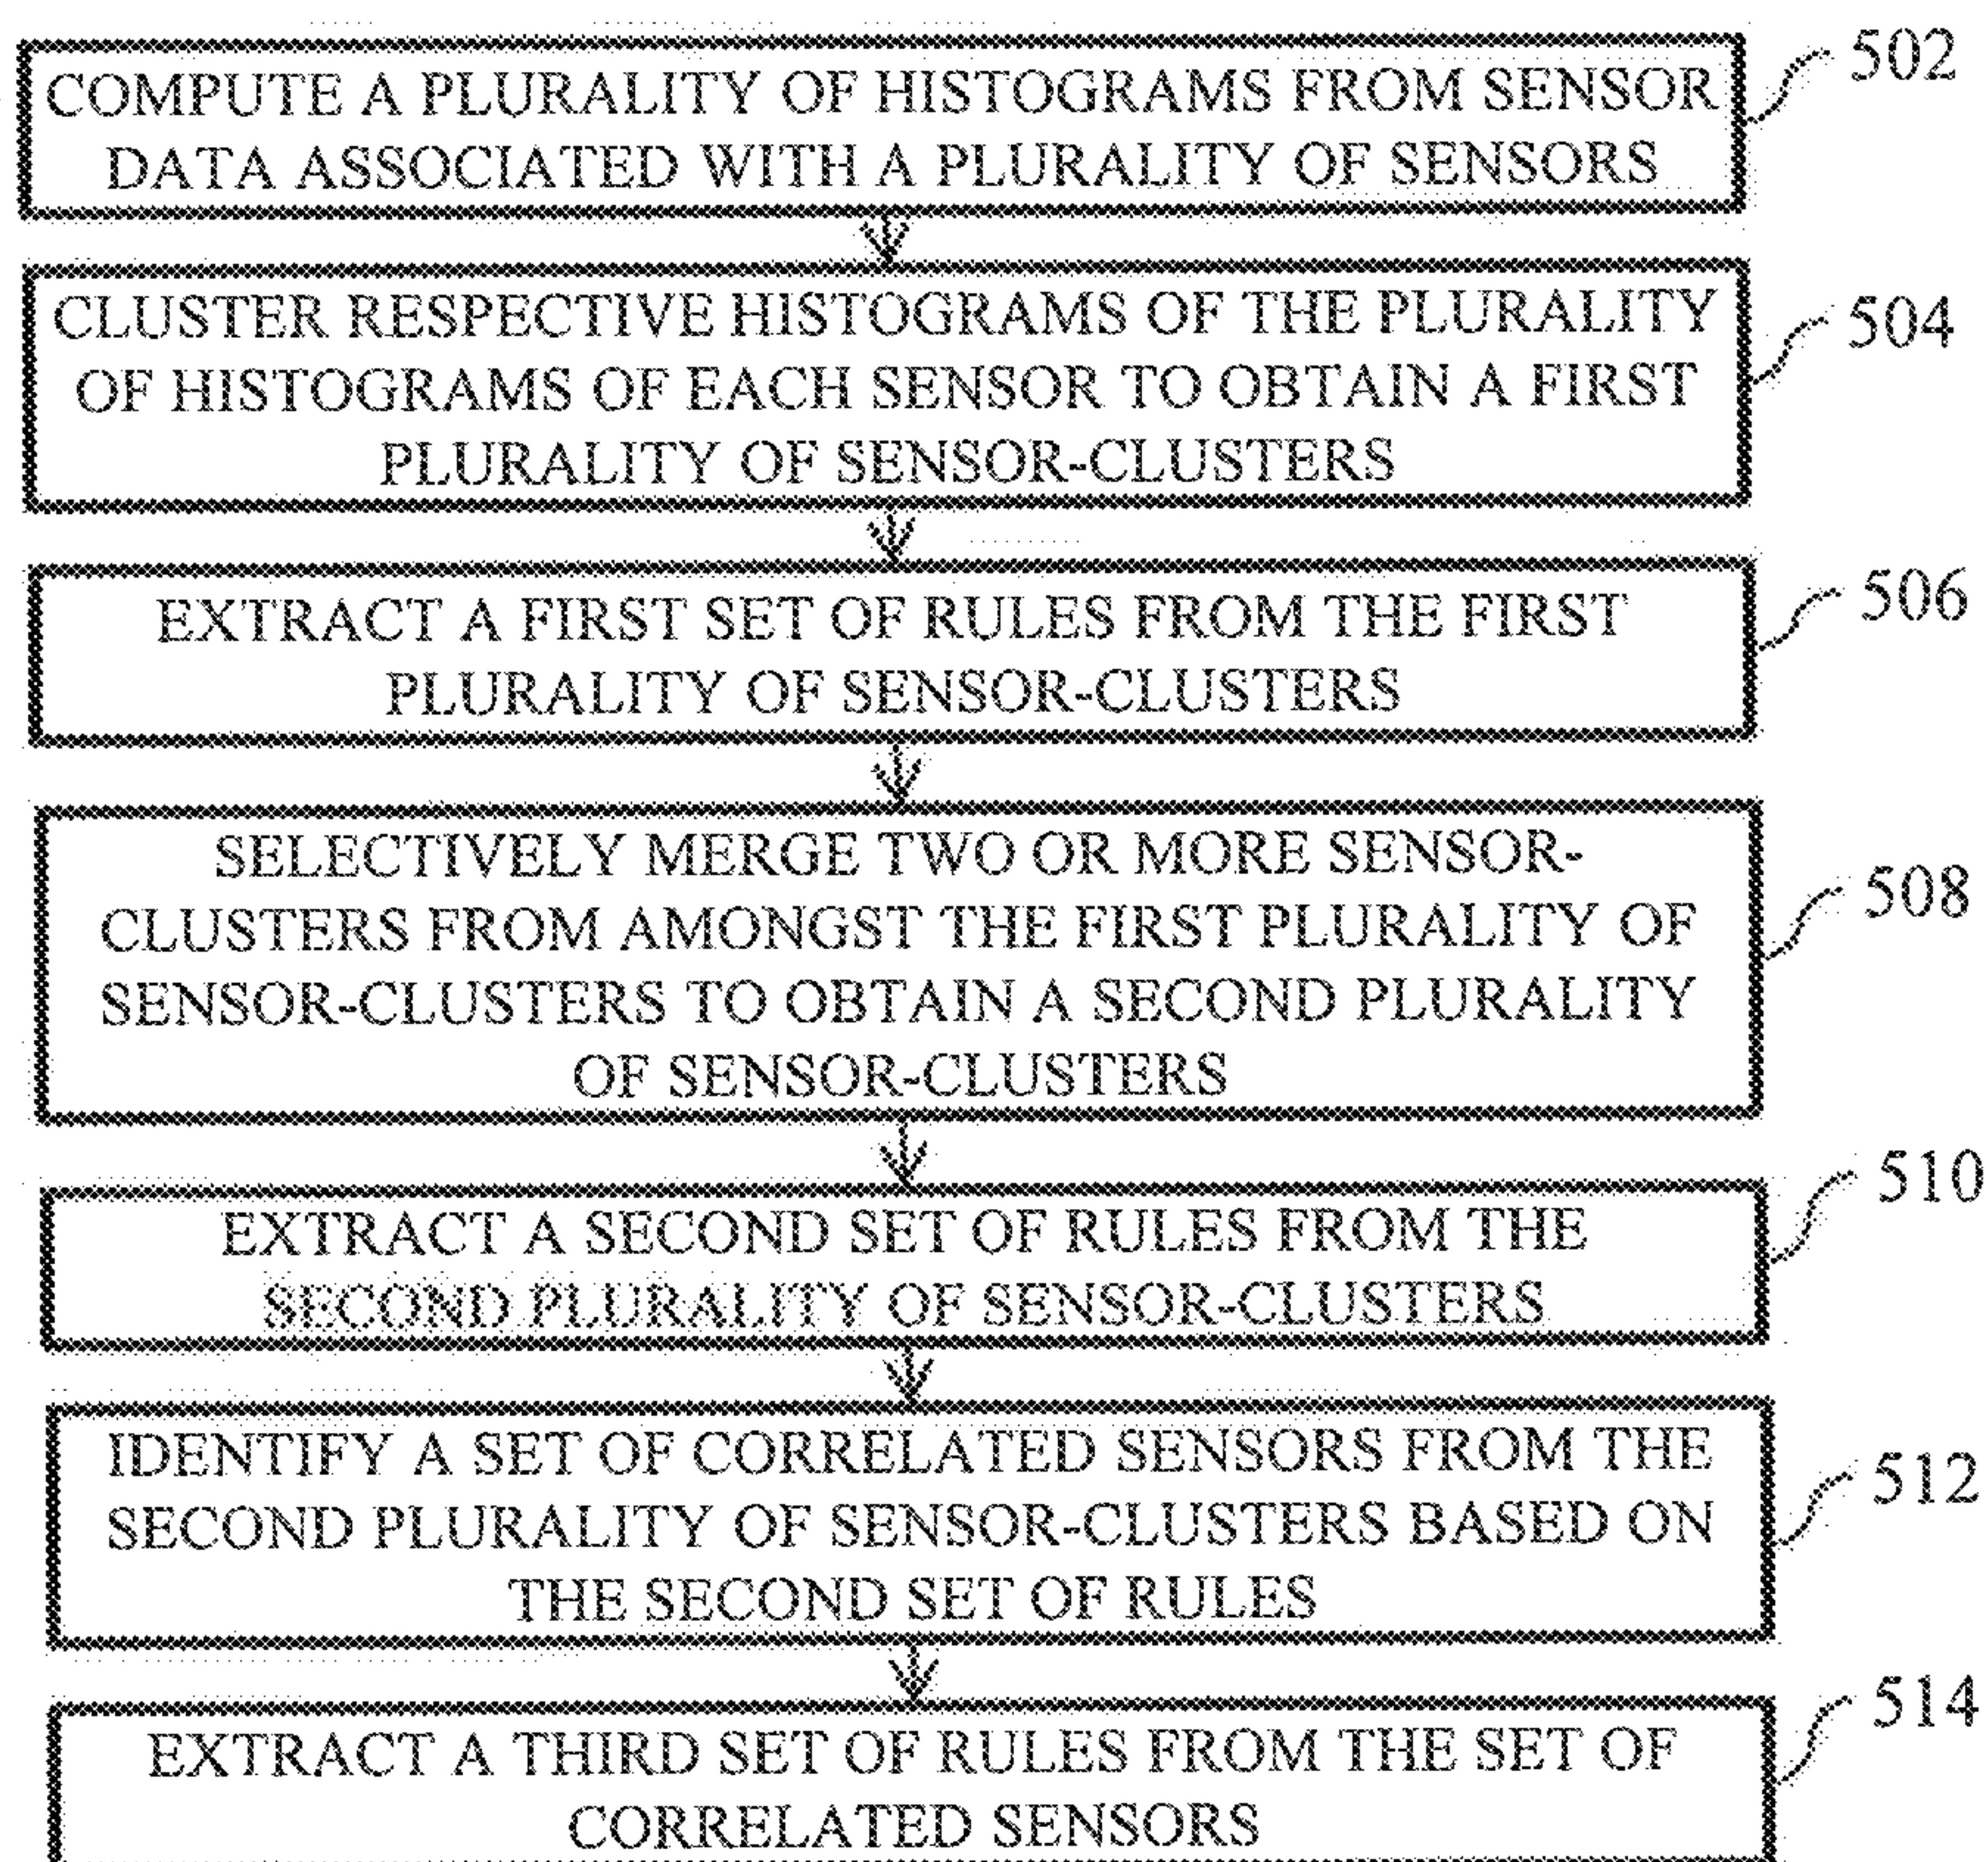 COMPUTE A PLURALITY OF HISTOGRAMS FROM SENSOR
DATA ASSOCIATED WITH A PLURALITY OF SENSORS
502
CLUSTER RESPECTIVE HISTOGRAMS OF THE PLURALITY
OF HISTOGRAMS OF EACH SENSOR TO OBTAIN A FIRST
PLURALITY OF SENSOR-CLUSTERS
504
EXTRACT A FIRST SET OF RULES FROM THE FIRST
PLURALITY OF SENSOR-CLUSTERS
506
SELECTIVELY MERGE TWO OR MORE SENSOR-
CLUSTERS FROM AMONGST THE FIRST PLURALITY OF
SENSOR-CLUSTERS TO OBTAIN A SECOND PLURALITY
OF SENSOR-CLUSTERS
508
EXTRACT A SECOND SET OF RULES FROM THE
SECOND PLURALITY OF SENSOR-CLUSTERS
510
IDENTIFY A SET OF CORRELATED SENSORS FROM THE
SECOND PLURALITY OF SENSOR-CLUSTERS BASED ON
THE SECOND SET OF RULES
512
EXTRACT A THIRD SET OF RULES FROM THE SET OF
CORRELATED SENSORS
514